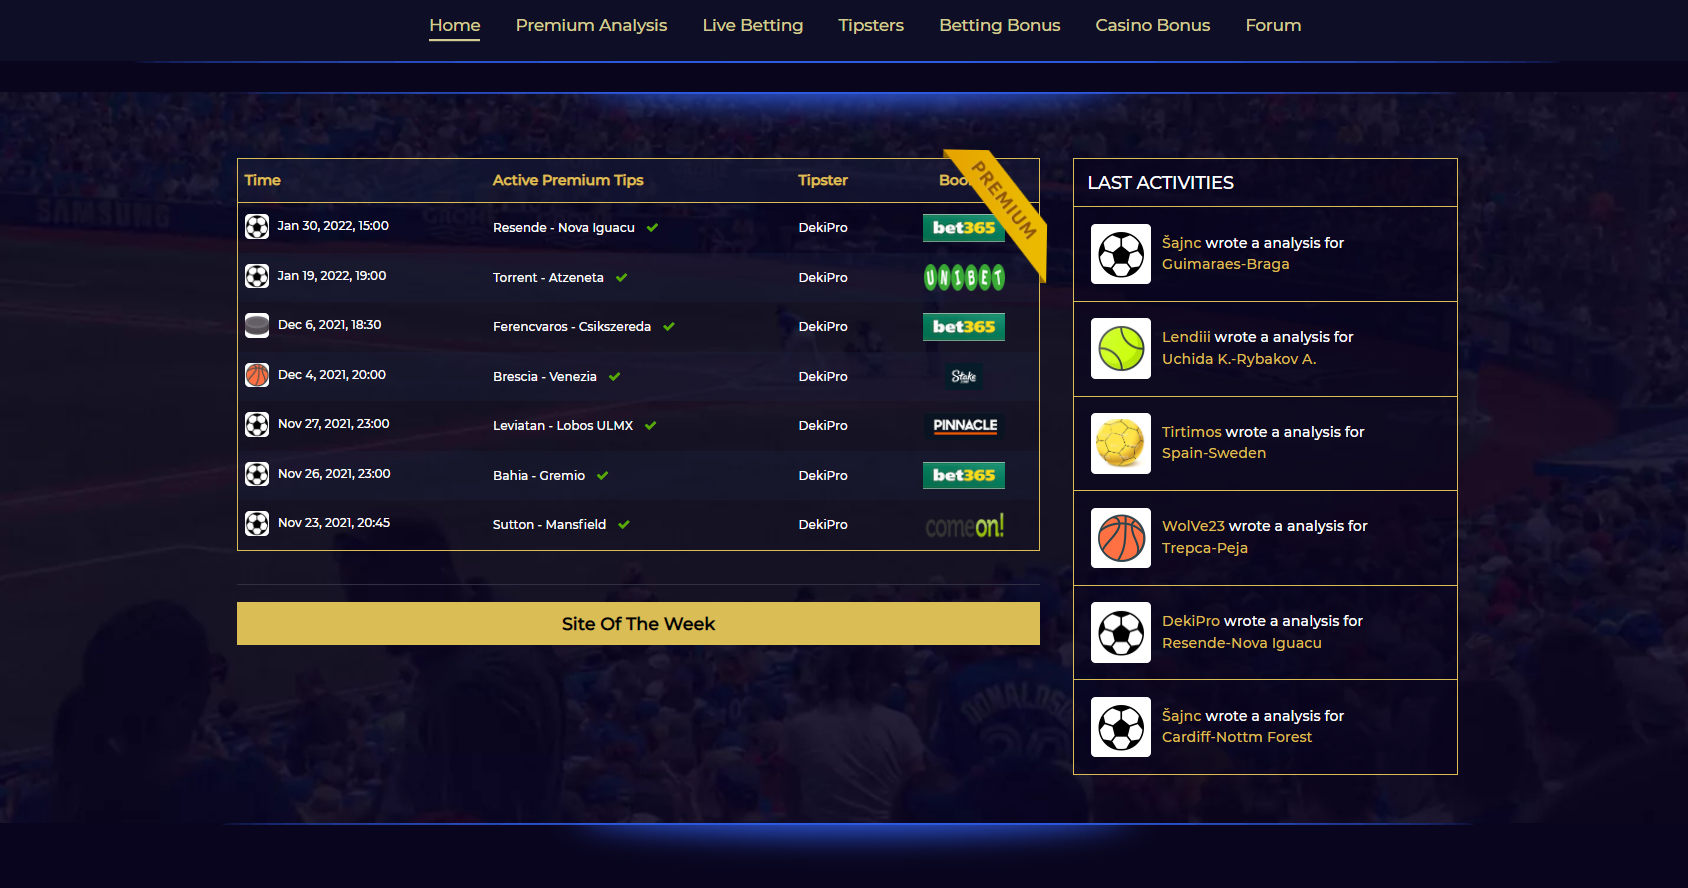 Home Premium Analysis Live Betting Tipsters Betting Bonus Casino Bonus Forum
Time Active Premium Tips Tipster
PREMIUM
Jan 30, 2022, 15:00 Resende - Nova Iguacu DekiPro bet365
Jan 19, 2022, 19:00 Torrent - Atzeneta DekiPro UNIBET
Dec 6, 2021, 18:30 Ferencvaros - Csikszereda DekiPro bet365
Dec 4, 2021, 20:00 Brescia - Venezia DekiPro Stake
Nov 27, 2021, 23:00 Leviatan - Lobos ULMX DekiPro PINNACLE
Nov 26, 2021, 23:00 Bahia - Gremio DekiPro bet365
Nov 23, 2021, 20:45 Sutton - Mansfield DekiPro comeon!
Site Of The Week
LAST ACTIVITIES
Šajnc wrote a analysis for
Guimaraes-Braga
Lendiii wrote a analysis for
Uchida K.-Rybakov A.
Tirtimos wrote a analysis for
Spain-Sweden
WolVe23 wrote a analysis for
Trepca-Peja
DekiPro wrote a analysis for
Resende-Nova Iguacu
Šajnc wrote a analysis for
Cardiff-Nottm Forest
SAMSUNG
DONALDSON